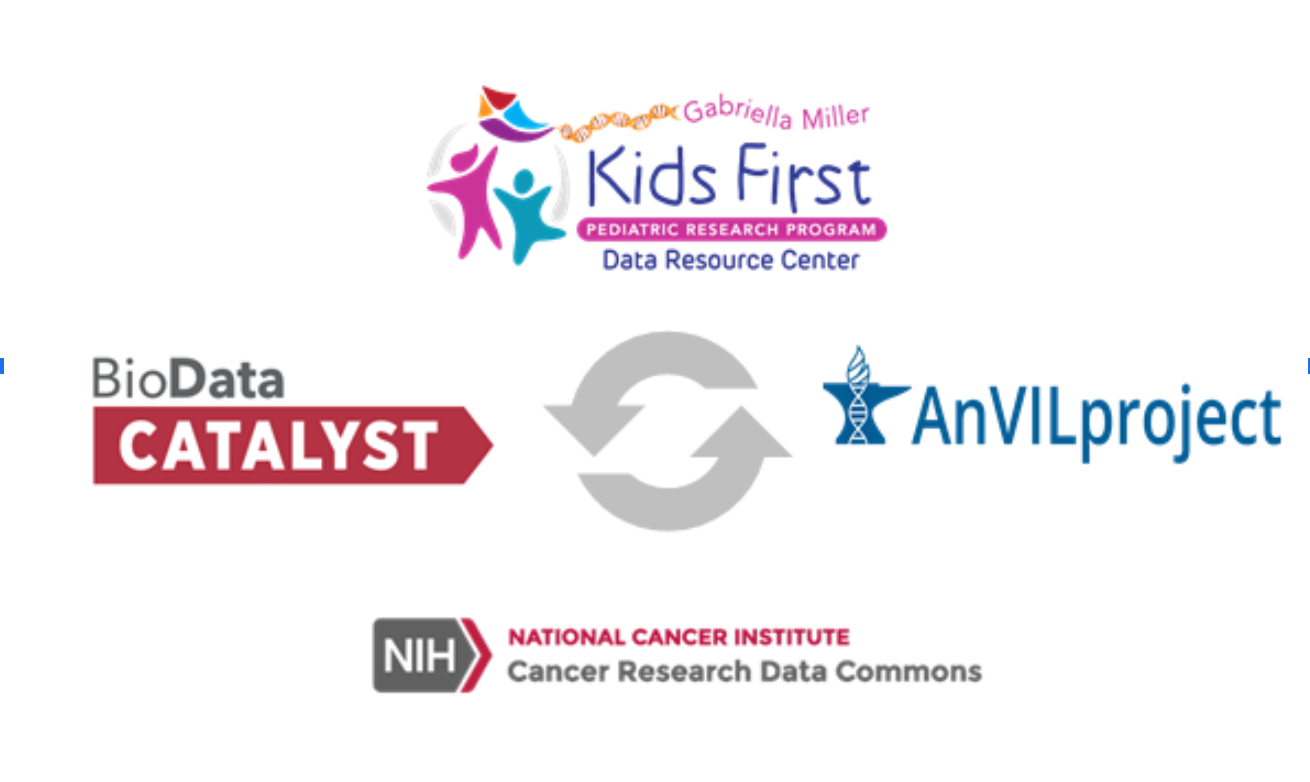 Gabriella Miller
Kids First
PEDIATRIC RESEARCH PROGRAM
Data Resource Center
BioData
CATALYST
AnVILproject
NIH
NATIONAL CANCER INSTITUTE
Cancer Research Data Commons